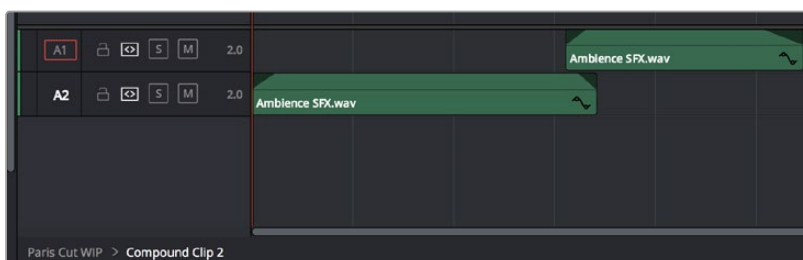 A1 S M 2.0 Ambience SFX.wav
A2 S M 2.0 Ambience SFX.wav
Paris Cut WIP > Compound Clip 2